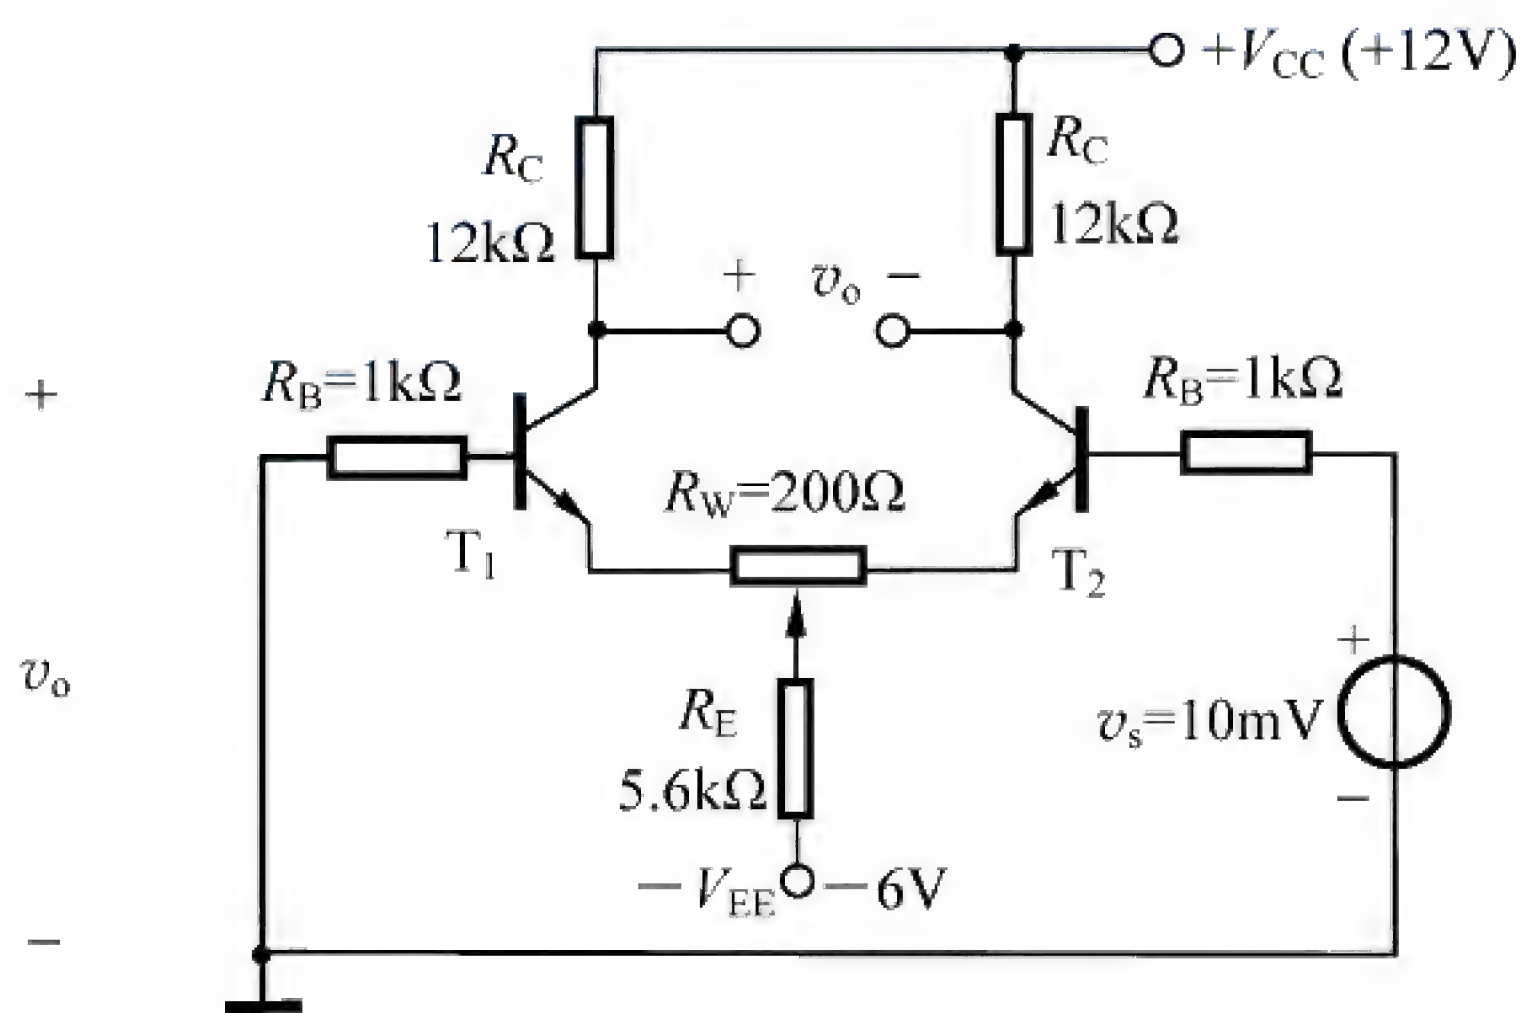 +V_CC (+12V)
R_C
12kΩ
R_C
12kΩ
+ v_o −
R_B=1kΩ
R_B=1kΩ
+
R_W=200Ω
T_1
T_2
v_o
R_E
5.6kΩ
+
v_s=10mV
−
−V_EE −6V
−